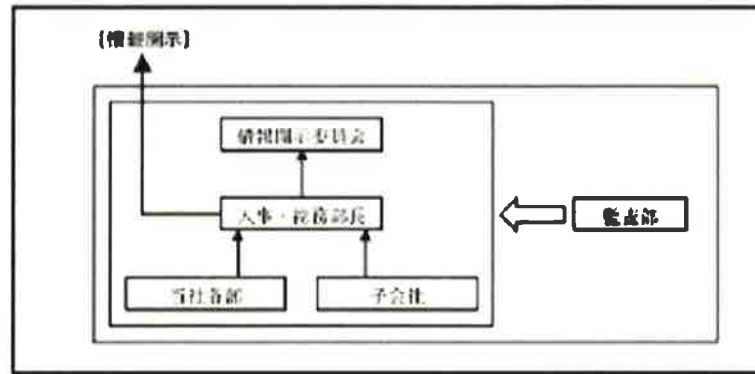 [情報開示]
情報開示委員会
人事・総務部長
監査部
当社各部
子会社